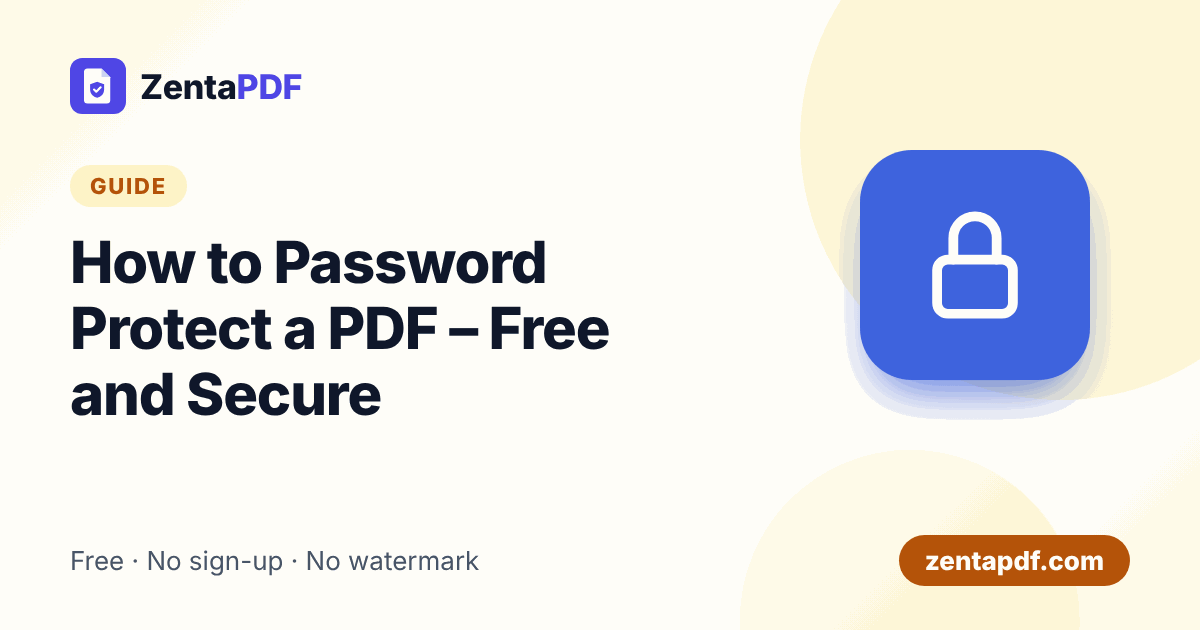 ZentaPDF
GUIDE
How to Password
Protect a PDF – Free
and Secure
Free · No sign-up · No watermark
zentapdf.com